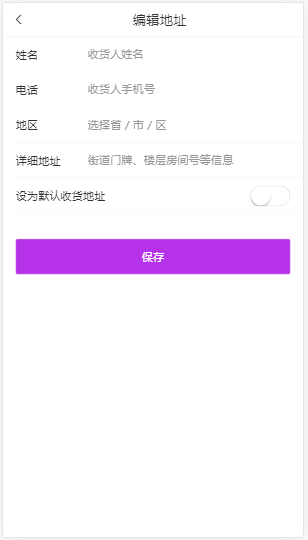 编辑地址
姓名 收货人姓名
电话 收货人手机号
地区 选择省 / 市 / 区
详细地址 街道门牌、楼层房间号等信息
设为默认收货地址
保存